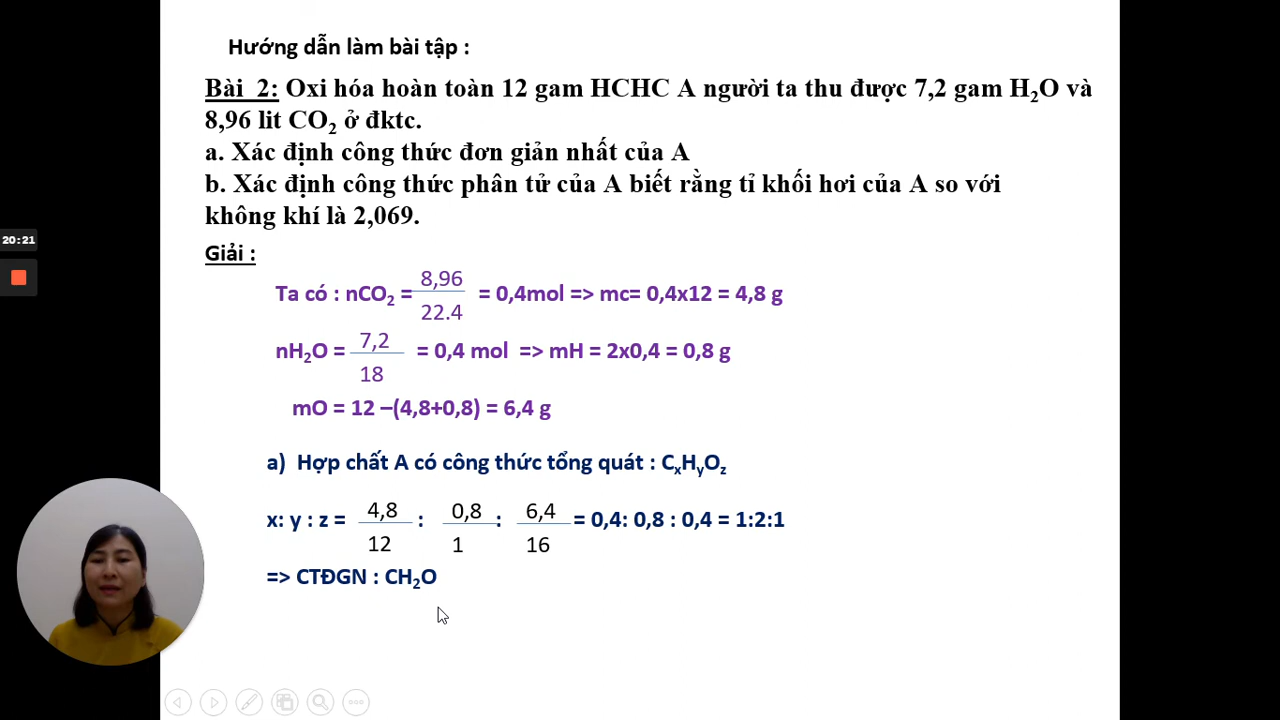 Hướng dẫn làm bài tập :
Bài 2: Oxi hóa hoàn toàn 12 gam HCHC A người ta thu được 7,2 gam H₂O và
8,96 lit CO₂ ở đktc.
a. Xác định công thức đơn giản nhất của A
b. Xác định công thức phân tử của A biết rằng tỉ khối hơi của A so với
không khí là 2,069.
20:21
Giải :
Ta có : nCO₂ = 8,96 / 22.4 = 0,4mol => mc= 0,4x12 = 4,8 g
nH₂O = 7,2 / 18 = 0,4 mol => mH = 2x0,4 = 0,8 g
mO = 12 –(4,8+0,8) = 6,4 g
a) Hợp chất A có công thức tổng quát : CₓHᵧO_z
x: y : z = 4,8 / 12 : 0,8 / 1 : 6,4 / 16 = 0,4: 0,8 : 0,4 = 1:2:1
=> CTĐGN : CH₂O